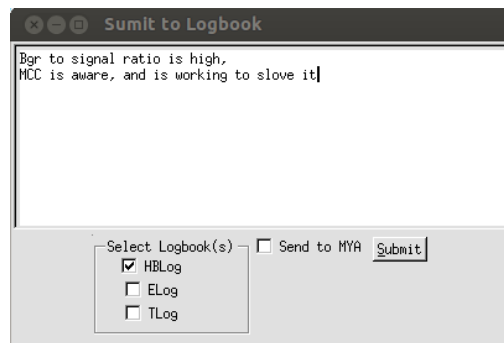 Sumit to Logbook
Bgr to signal ratio is high,
MCC is aware, and is working to slove it
Select Logbook(s)
Send to MYA
Submit
HBLog
ELog
TLog